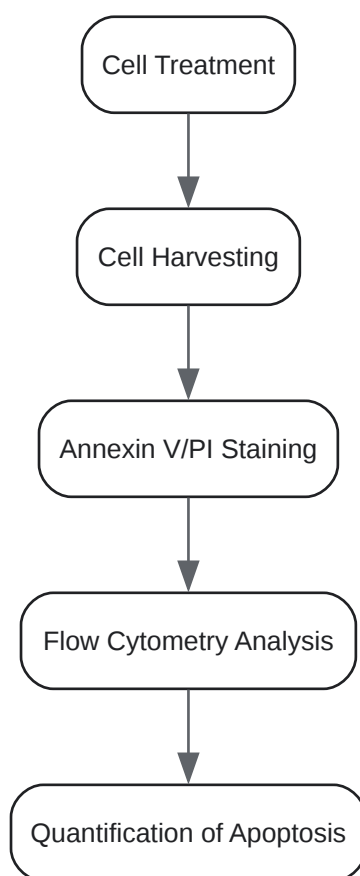 Cell Treatment
Cell Harvesting
Annexin V/PI Staining
Flow Cytometry Analysis
Quantification of Apoptosis